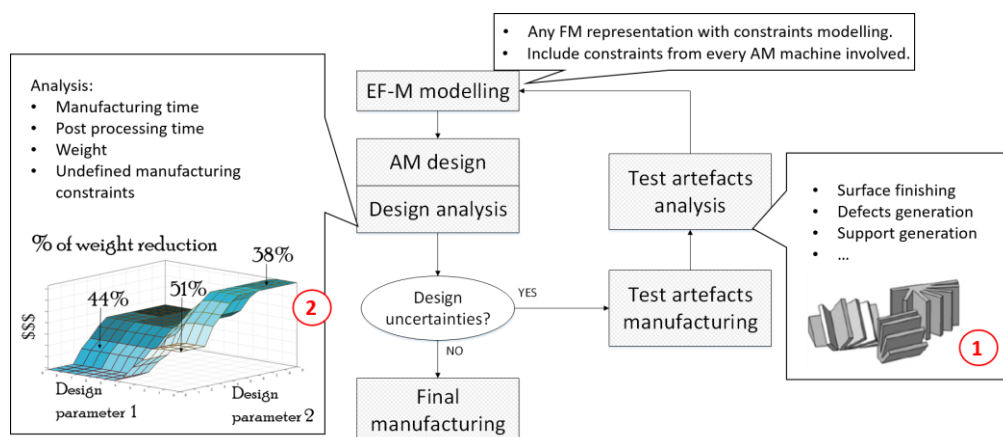 • Any FM representation with constraints modelling.
• Include constraints from every AM machine involved.
Analysis:
• Manufacturing time
• Post processing time
• Weight
• Undefined manufacturing
constraints
% of weight reduction
38%
51%
44%
2
$$$
Design
parameter 1
Design
parameter 2
EF-M modelling
AM design
Design analysis
Design
uncertainties?
YES
NO
Final
manufacturing
Test artefacts
analysis
Test artefacts
manufacturing
• Surface finishing
• Defects generation
• Support generation
• ...
1